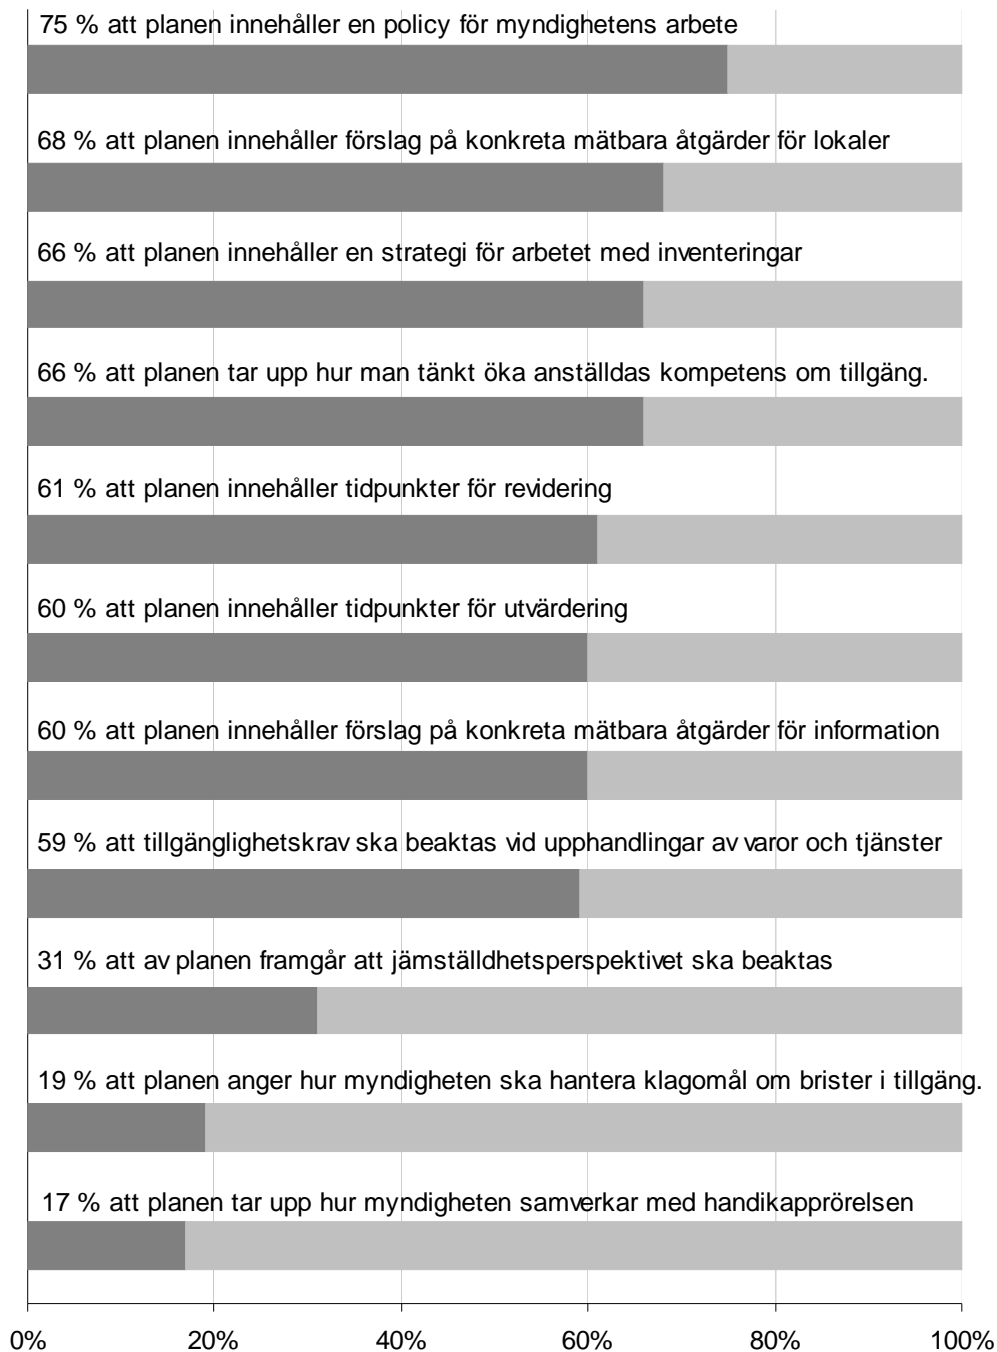 75 % att planen innehåller en policy för myndighetens arbete
68 % att planen innehåller förslag på konkreta mätbara åtgärder för lokaler
66 % att planen innehåller en strategi för arbetet med inventeringar
66 % att planen tar upp hur man tänkt öka anställdas kompetens om tillgäng.
61 % att planen innehåller tidpunkter för revidering
60 % att planen innehåller tidpunkter för utvärdering
60 % att planen innehåller förslag på konkreta mätbara åtgärder för information
59 % att tillgänglighetskrav ska beaktas vid upphandlingar av varor och tjänster
31 % att av planen framgår att jämställdhetsperspektivet ska beaktas
19 % att planen anger hur myndigheten ska hantera klagomål om brister i tillgäng.
17 % att planen tar upp hur myndigheten samverkar med handikapprörelsen
0% 20% 40% 60% 80% 100%